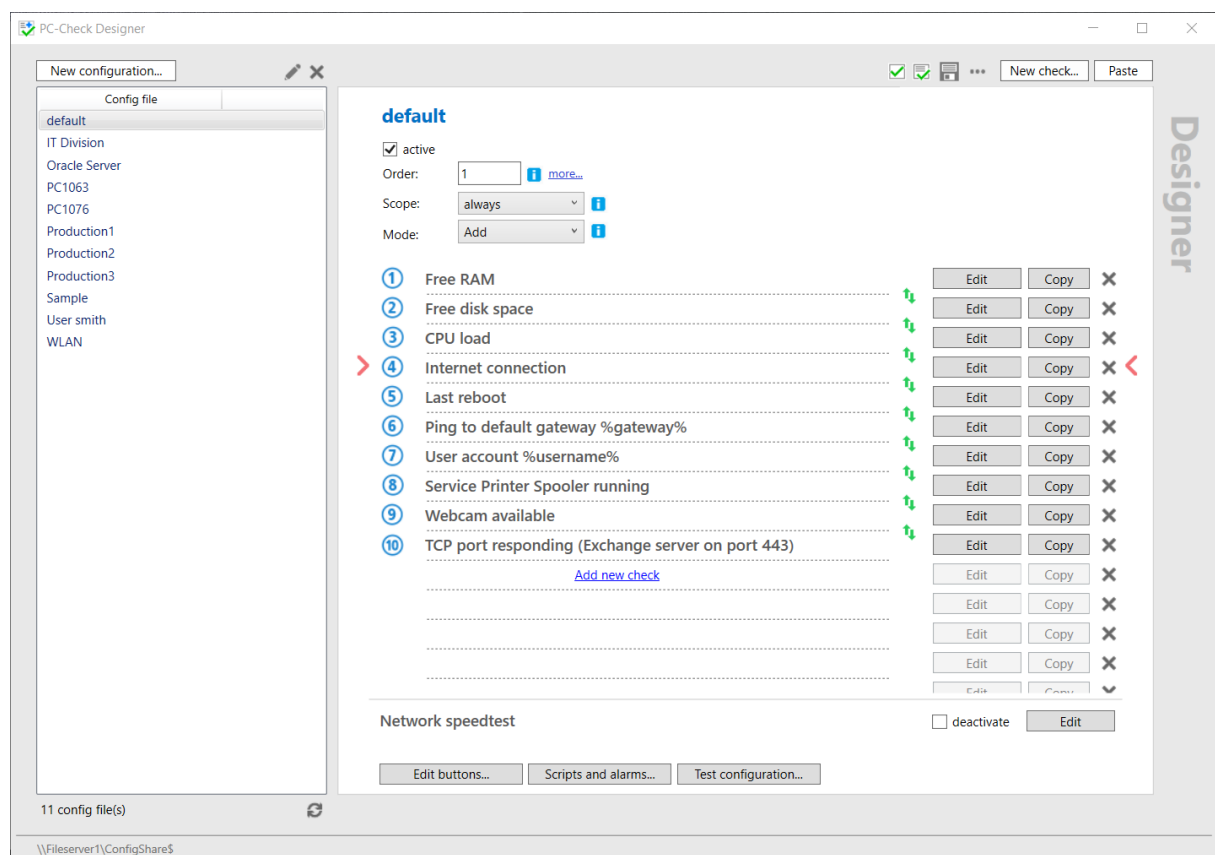 PC-Check Designer
New configuration...
New check...
Paste
Config file
default
IT Division
Oracle Server
PC1063
PC1076
Production1
Production2
Production3
Sample
User smith
WLAN
11 config file(s)
default
active
Order: 1 i more...
Scope: always i
Mode: Add i
1 Free RAM Edit Copy
2 Free disk space Edit Copy
3 CPU load Edit Copy
4 Internet connection Edit Copy
5 Last reboot Edit Copy
6 Ping to default gateway %gateway% Edit Copy
7 User account %username% Edit Copy
8 Service Printer Spooler running Edit Copy
9 Webcam available Edit Copy
10 TCP port responding (Exchange server on port 443) Edit Copy
Add new check Edit Copy
Edit Copy
Edit Copy
Edit Copy
Edit Copy
Network speedtest deactivate Edit
Edit buttons... Scripts and alarms... Test configuration...
Designer
\\Fileserver1\ConfigShare$